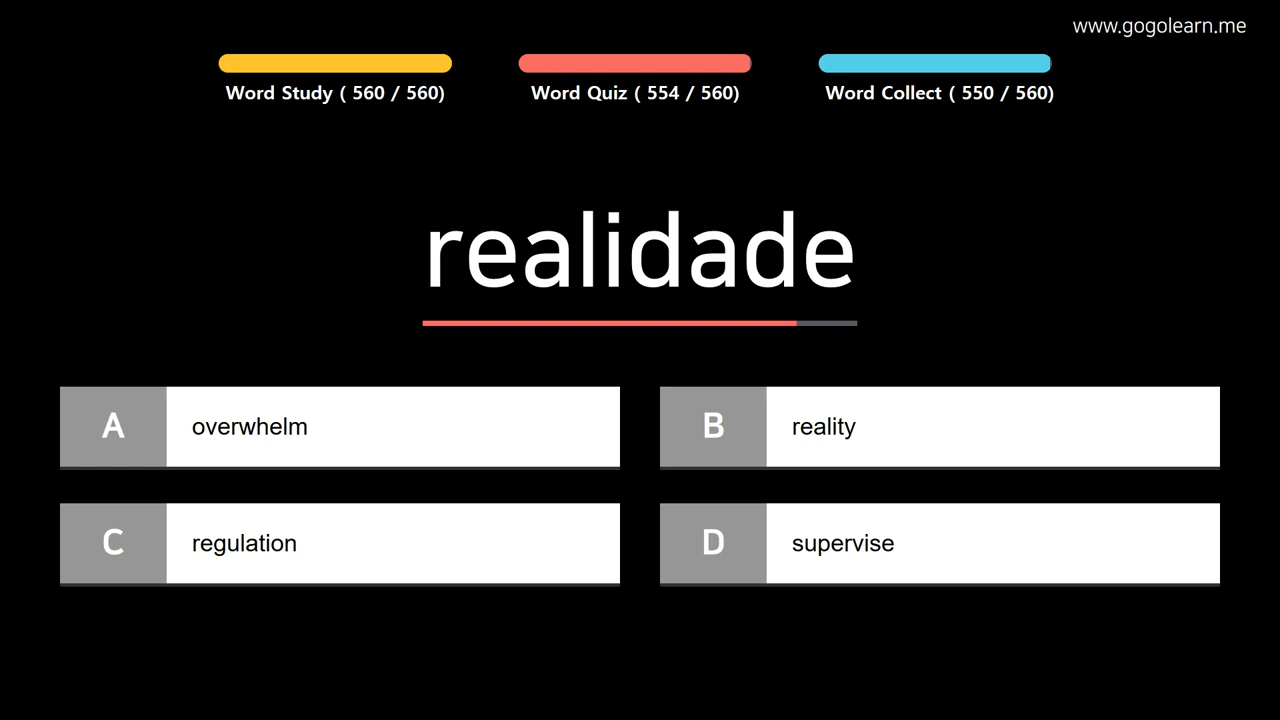 www.gogolearn.me
Word Study ( 560 / 560)
Word Quiz ( 554 / 560)
Word Collect ( 550 / 560)
realidade
A
overwhelm
B
reality
C
regulation
D
supervise